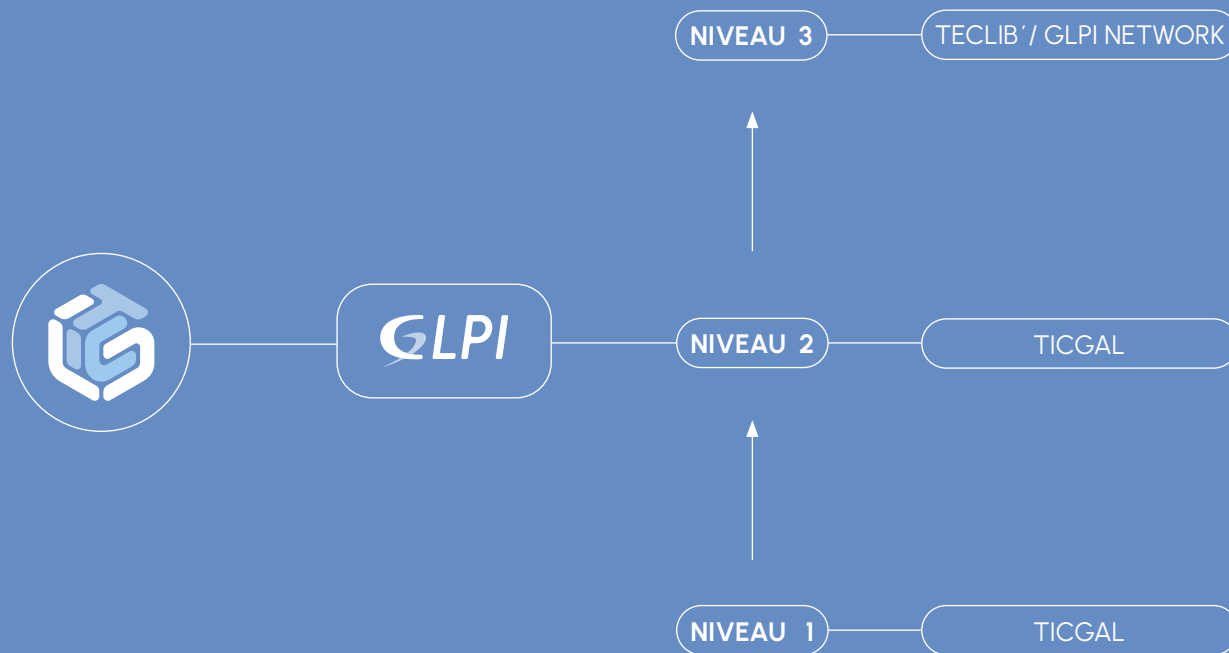 NIVEAU 3
TECLIB´/ GLPI NETWORK
GLPI
NIVEAU 2
TICGAL
NIVEAU 1
TICGAL